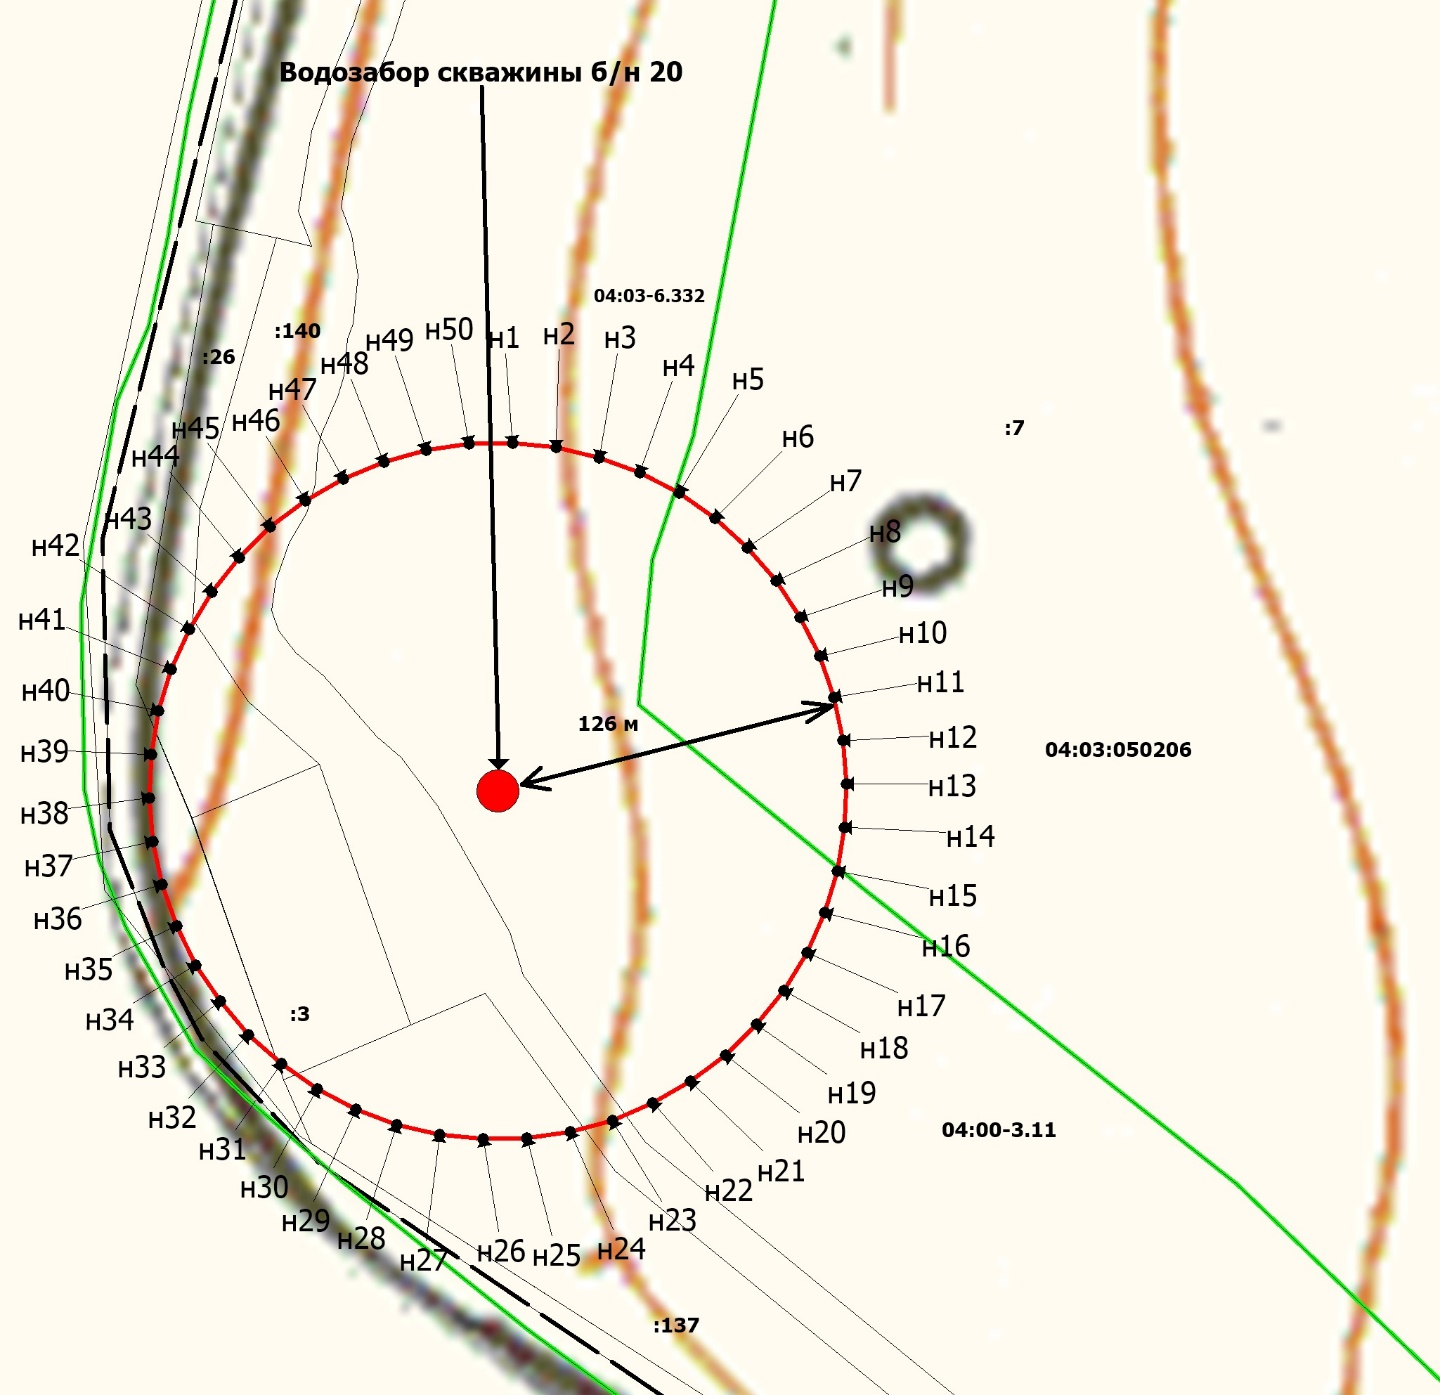 Водозабор скважины б/н 20
04:03-6.332
:140
:26
н50
н1
н2
н3
н4
н5
н49
н48
н47
н46
н45
н44
н43
н42
н41
н40
н39
н38
н37
н36
н35
н34
н33
н32
н31
н30
н29
н28
н27
н26
н25
н24
н23
н22
н21
н20
н19
н18
н17
н16
н15
н14
н13
н12
н11
н10
н9
н8
н7
н6
:7
126 м
04:03:050206
:3
04:00-3.11
:137